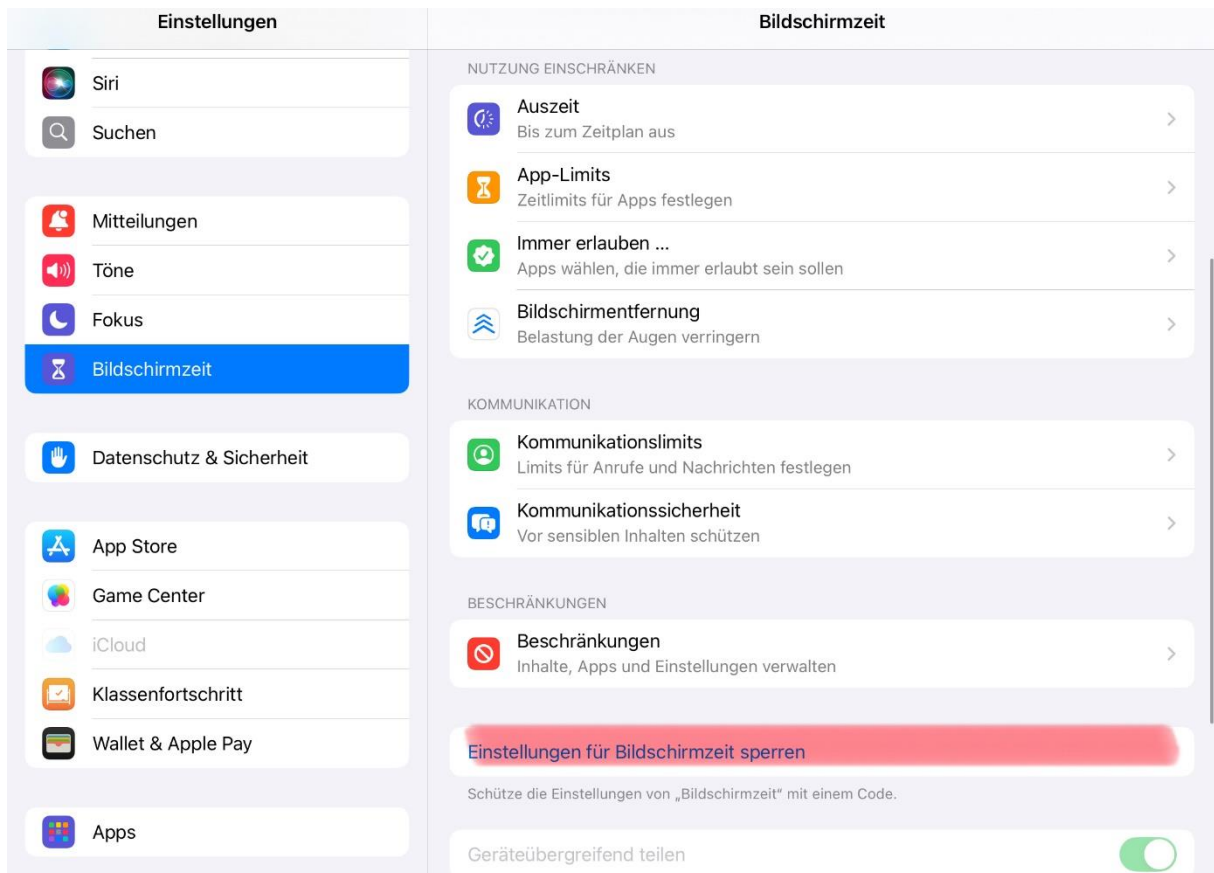 Einstellungen
Siri
Suchen
Mitteilungen
Töne
Fokus
Bildschirmzeit
Datenschutz & Sicherheit
App Store
Game Center
iCloud
Klassenfortschritt
Wallet & Apple Pay
Apps
Bildschirmzeit
NUTZUNG EINSCHRÄNKEN
Auszeit
Bis zum Zeitplan aus
App-Limits
Zeitlimits für Apps festlegen
Immer erlauben ...
Apps wählen, die immer erlaubt sein sollen
Bildschirmentfernung
Belastung der Augen verringern
KOMMUNIKATION
Kommunikationslimits
Limits für Anrufe und Nachrichten festlegen
Kommunikationssicherheit
Vor sensiblen Inhalten schützen
BESCHRÄNKUNGEN
Beschränkungen
Inhalte, Apps und Einstellungen verwalten
Einstellungen für Bildschirmzeit sperren
Schütze die Einstellungen von „Bildschirmzeit“ mit einem Code.
Geräteübergreifend teilen